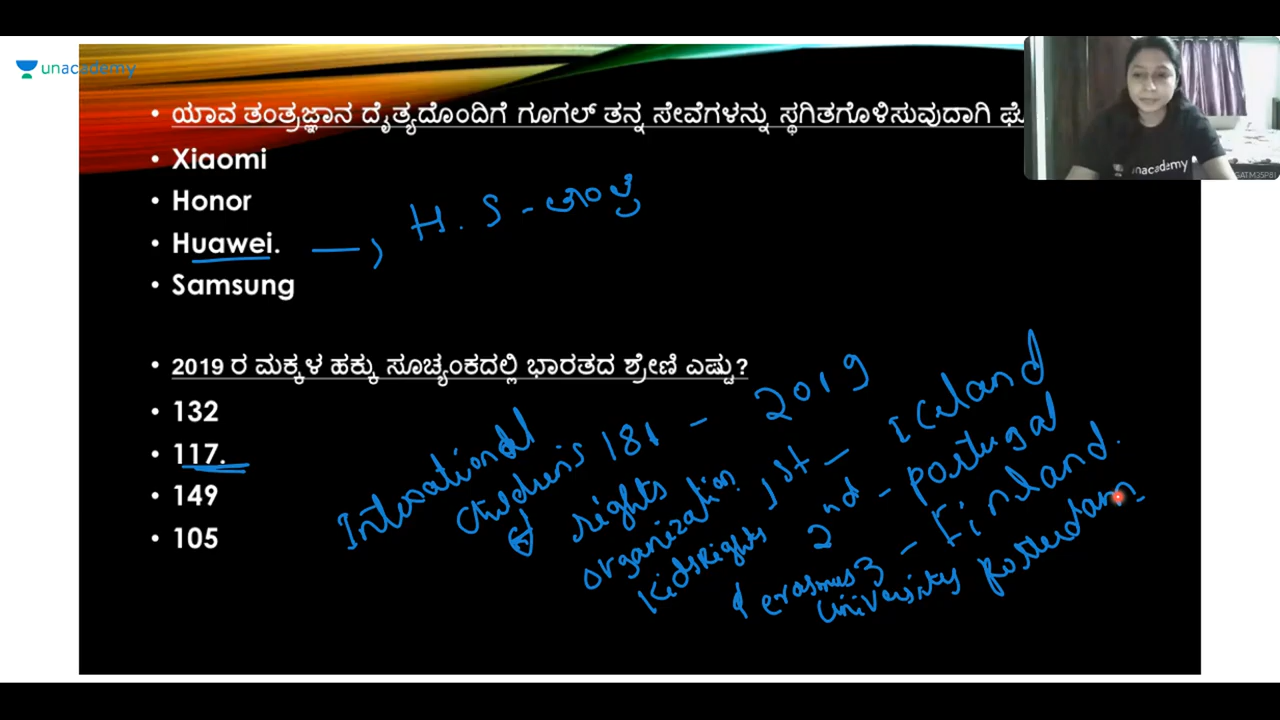 unacademy
• ಯಾವ ತಂತ್ರಜ್ಞಾನ ದೈತ್ಯದೊಂದಿಗೆ ಗೂಗಲ್ ತನ್ನ ಸೇವೆಗಳನ್ನು ಸ್ಥಗಿತಗೊಳಿಸುವುದಾಗಿ
• Xiaomi
• Honor
• Huawei.
H. S -
• Samsung
• 2019 ರ ಮಕ್ಕಳ ಹಕ್ಕು ಸೂಚ್ಯಂಕದಲ್ಲಿ ಭಾರತದ ಶ್ರೇಣಿ ಎಷ್ಟು?
• 132
• 117.
• 149
• 105
International
children's
rights
organization
KidsRights
& erasmus
university Rotterdam
181 - 2019
1st - Iceland
2nd - Portugal
3 - Finland.
unacademy